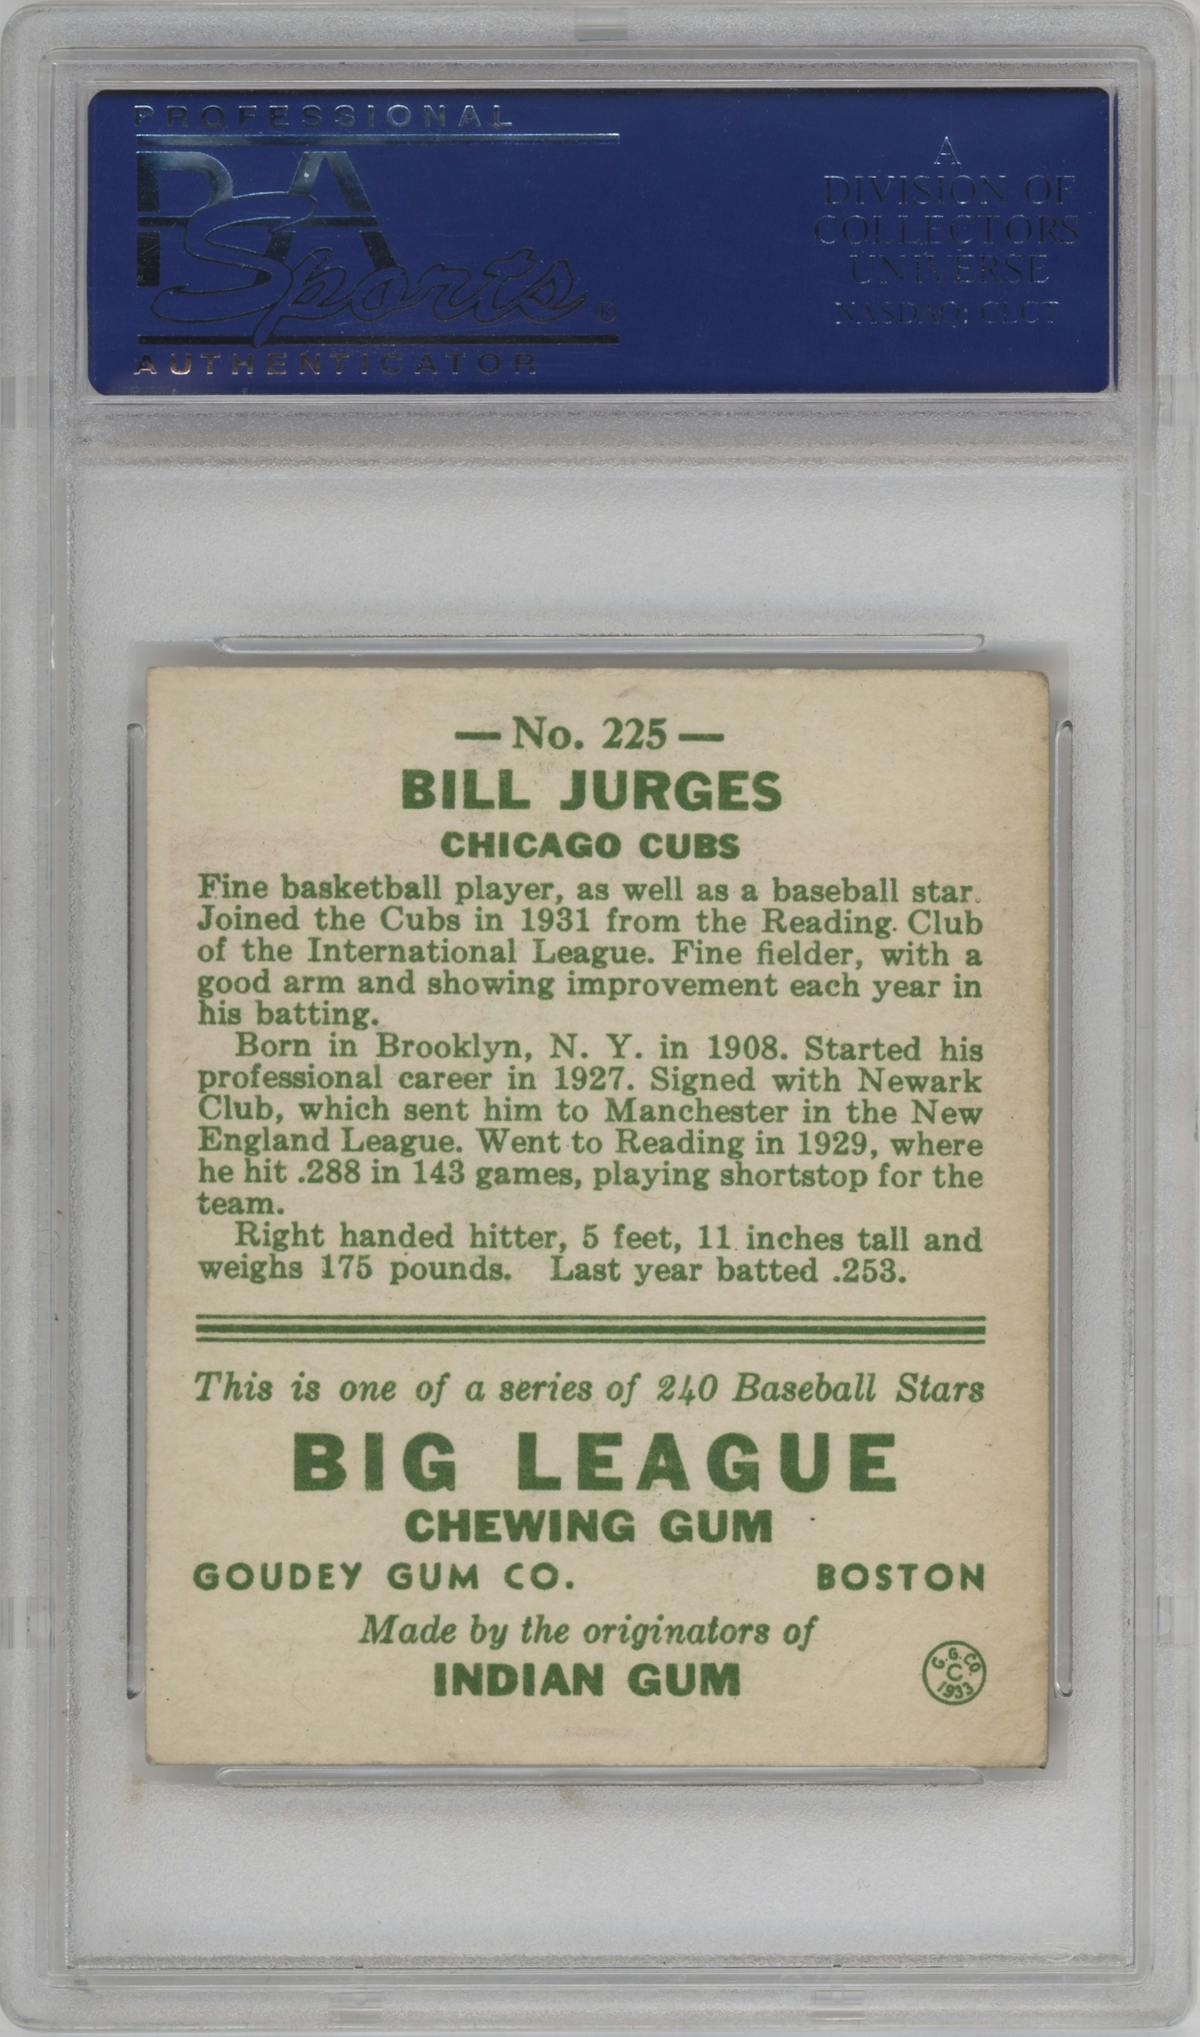 PROFESSIONAL
PSA
Sports®
AUTHENTICATOR
A
DIVISION OF
COLLECTORS
UNIVERSE
NASDAQ: CLCT
— No. 225 —
BILL JURGES
CHICAGO CUBS
Fine basketball player, as well as a baseball star.
Joined the Cubs in 1931 from the Reading Club
of the International League. Fine fielder, with a
good arm and showing improvement each year in
his batting.
Born in Brooklyn, N. Y. in 1908. Started his
professional career in 1927. Signed with Newark
Club, which sent him to Manchester in the New
England League. Went to Reading in 1929, where
he hit .288 in 143 games, playing shortstop for the
team.
Right handed hitter, 5 feet, 11 inches tall and
weighs 175 pounds. Last year batted .253.
This is one of a series of 240 Baseball Stars
BIG LEAGUE
CHEWING GUM
GOUDEY GUM CO. BOSTON
Made by the originators of
INDIAN GUM
G.G.CO.
C
1933